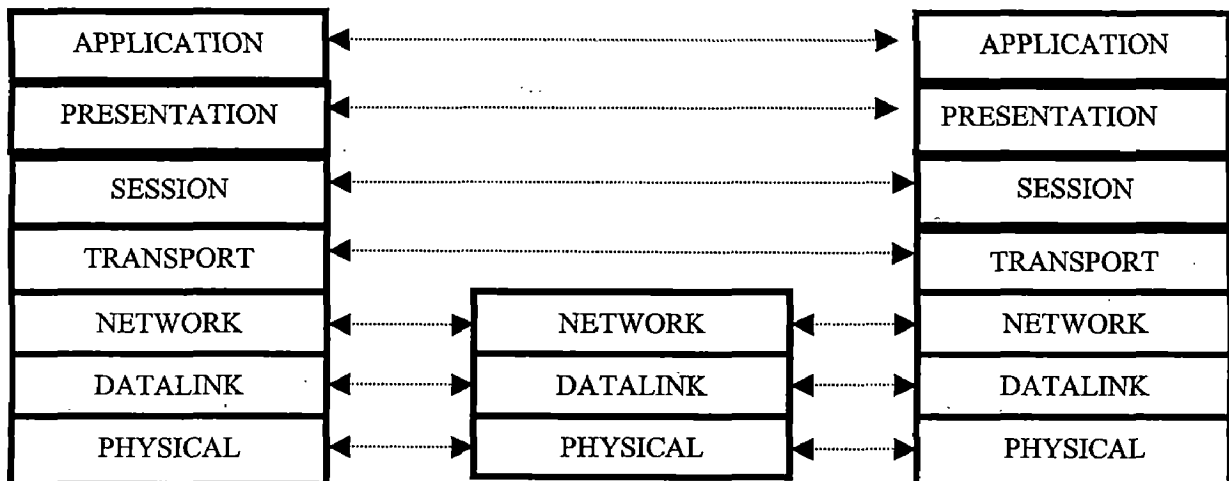 APPLICATION APPLICATION
PRESENTATION PRESENTATION
SESSION SESSION
TRANSPORT TRANSPORT
NETWORK NETWORK NETWORK
DATALINK DATALINK DATALINK
PHYSICAL PHYSICAL PHYSICAL